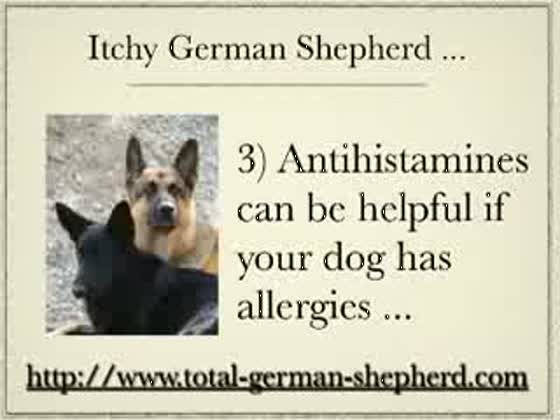 Itchy German Shepherd ...
3) Antihistamines
can be helpful if
your dog has
allergies ...
http://www.total-german-shepherd.com